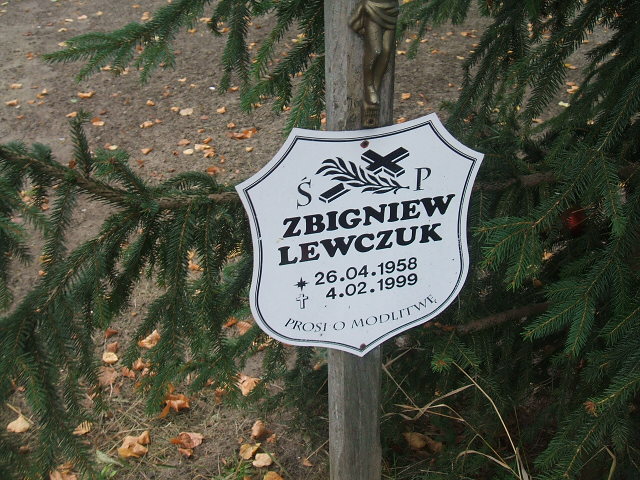 Ś P
ZBIGNIEW
LEWCZUK
26.04.1958
4.02.1999
PROSI O MODLITWĘ